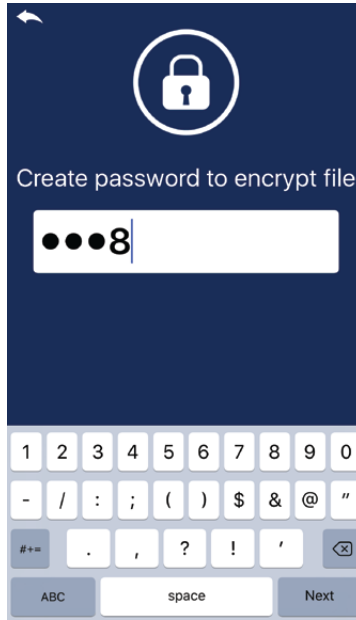 Create password to encrypt file
•••8
1 2 3 4 5 6 7 8 9 0
- / : ; ( ) $ & @ "
#+= . , ? ! '
ABC space Next